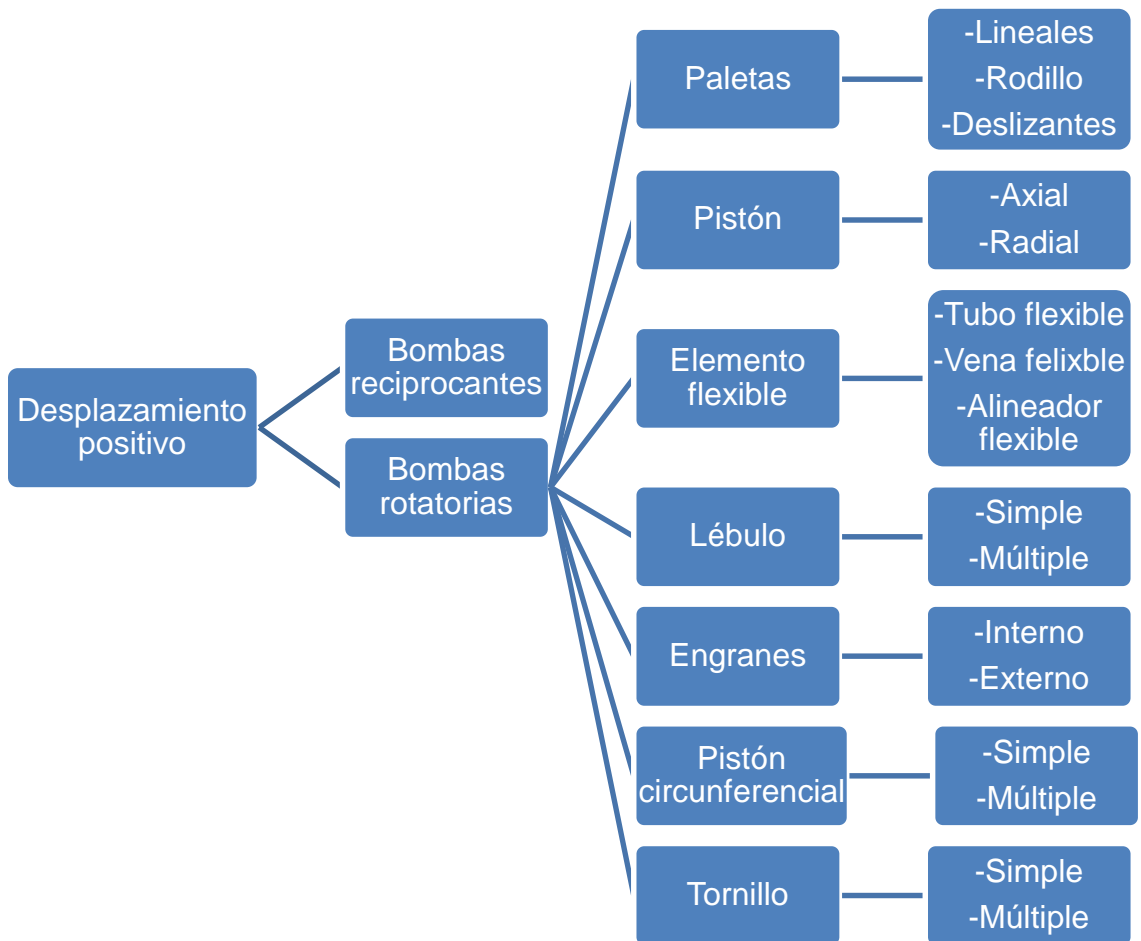 Desplazamiento
positivo
Bombas
reciprocantes
Bombas
rotatorias
Paletas
-Lineales
-Rodillo
-Deslizantes
Pistón
-Axial
-Radial
Elemento
flexible
-Tubo flexible
-Vena felixble
-Alineador
flexible
Lébulo
-Simple
-Múltiple
Engranes
-Interno
-Externo
Pistón
circunferencial
-Simple
-Múltiple
Tornillo
-Simple
-Múltiple